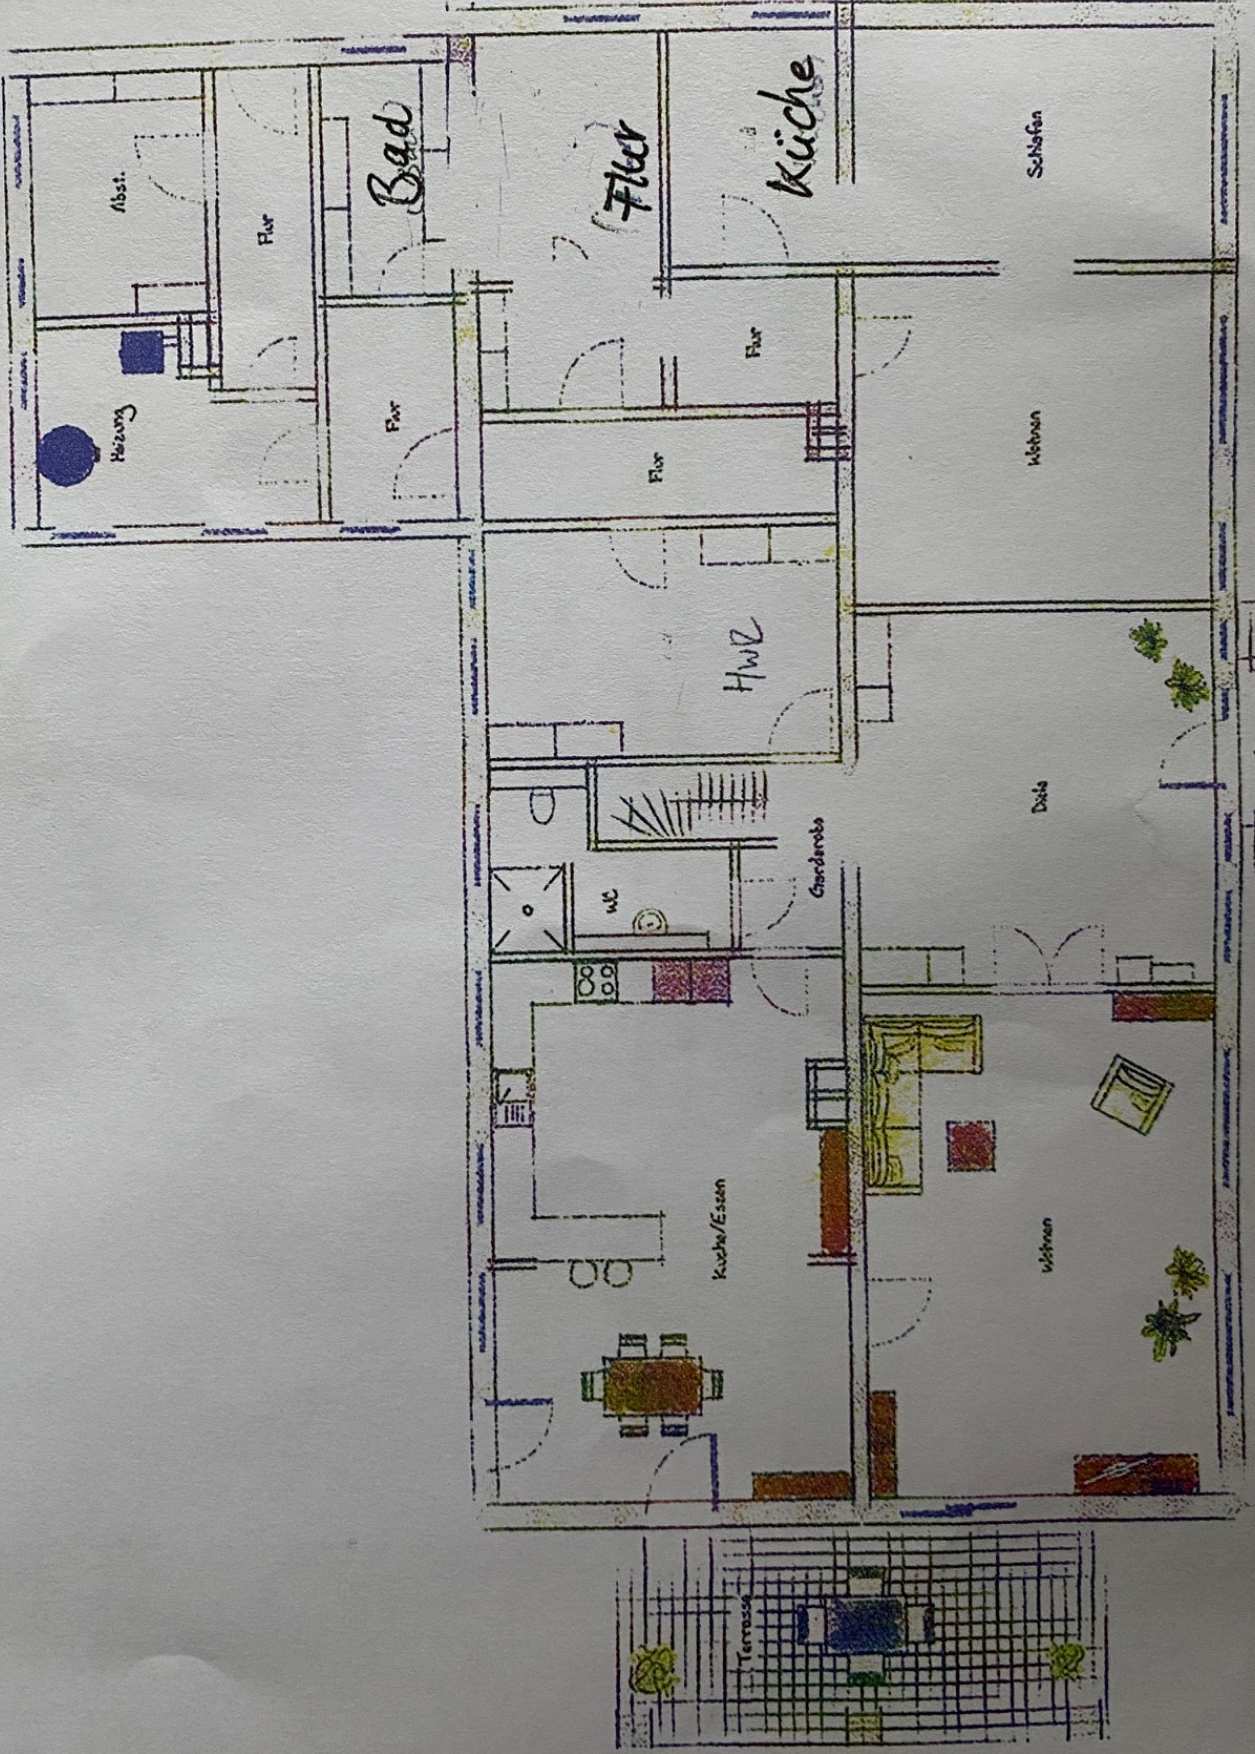 Abst.
Flur
Bad
Flur
Küche
Schlafen
Heizung
Flur
Flur
Flur
Wohnen
HWR
WC
Garderobe
Diele
Küche/Essen
Wohnen
Terrasse